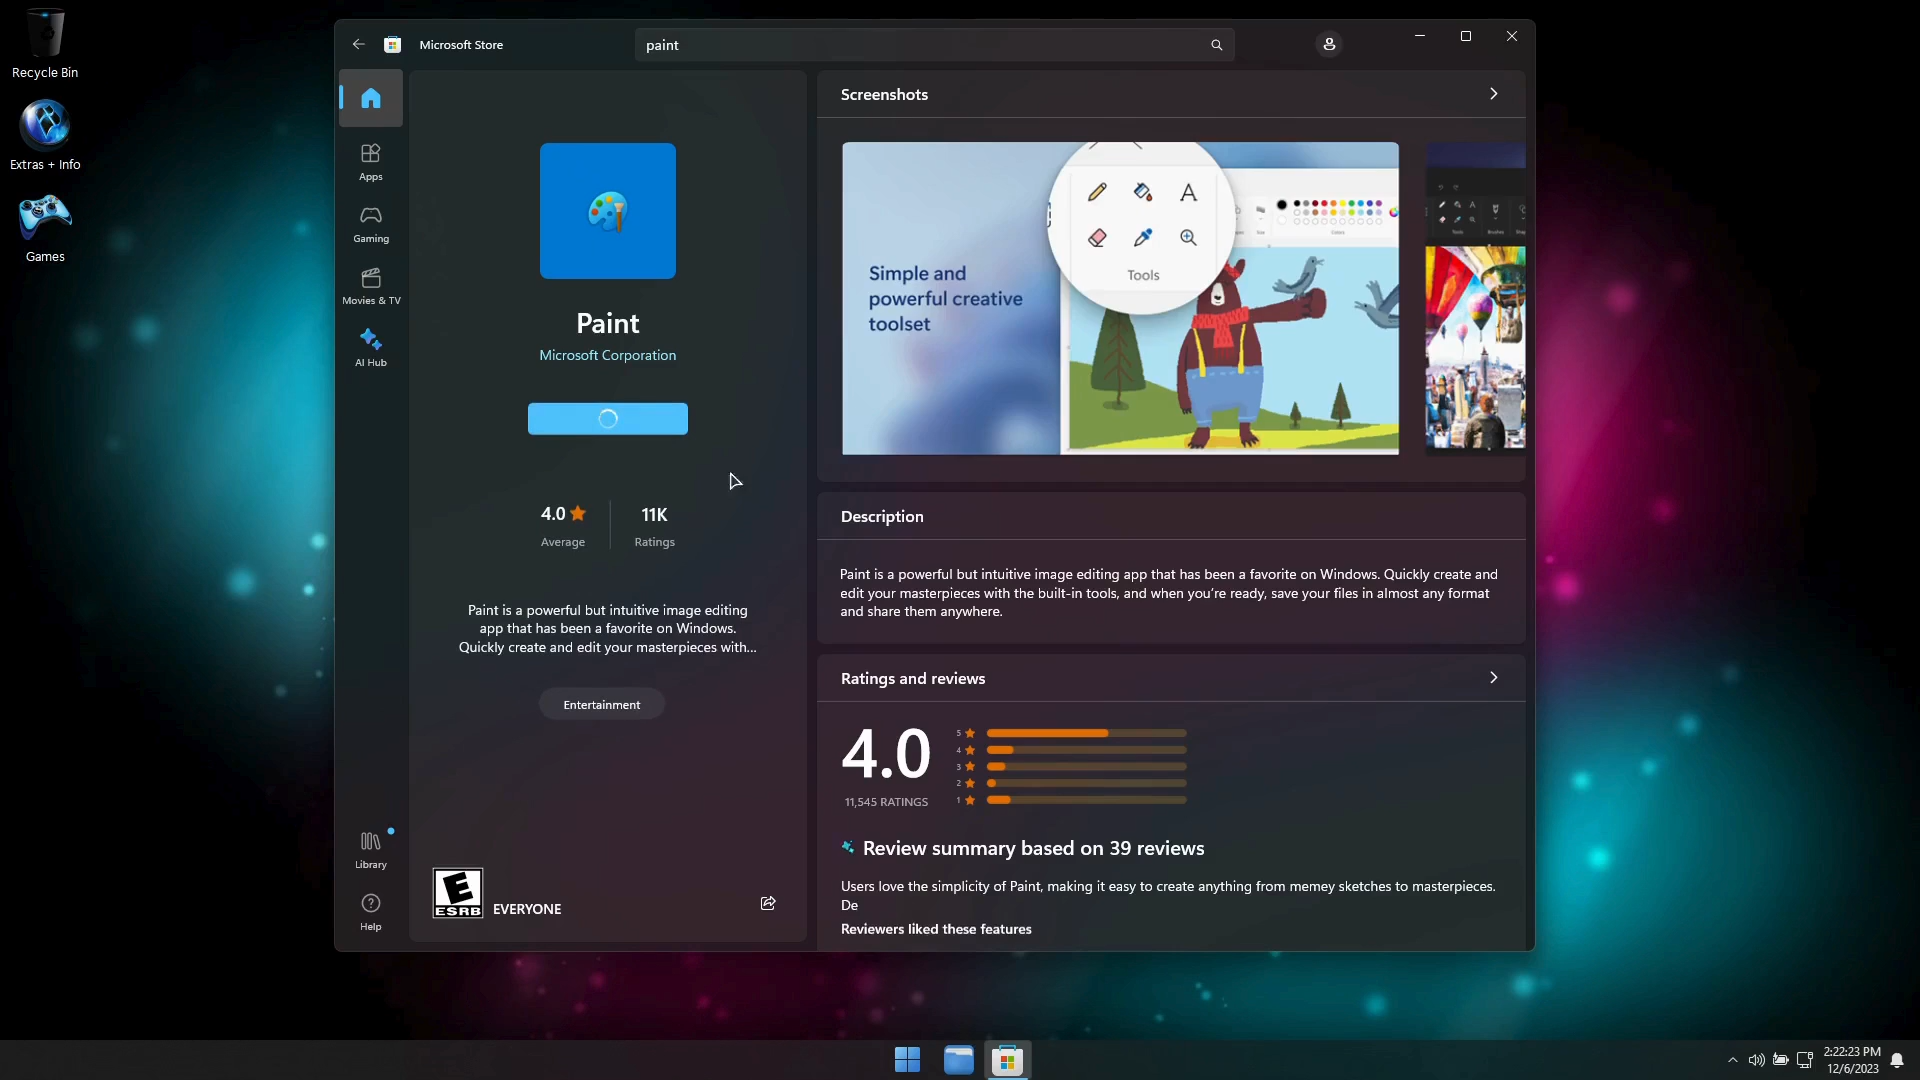 Recycle Bin
Extras + Info
Games
Microsoft Store
paint
Apps
Gaming
Movies & TV
AI Hub
Library
Help
Paint
Microsoft Corporation
4.0
Average
11K
Ratings
Paint is a powerful but intuitive image editing
app that has been a favorite on Windows.
Quickly create and edit your masterpieces with...
Entertainment
E
ESRB
EVERYONE
Screenshots
Simple and
powerful creative
toolset
A
Tools
Colors
Description
Paint is a powerful but intuitive image editing app that has been a favorite on Windows. Quickly create and
edit your masterpieces with the built-in tools, and when you're ready, save your files in almost any format
and share them anywhere.
Ratings and reviews
4.0
11,545 RATINGS
5
4
3
2
1
Review summary based on 39 reviews
Users love the simplicity of Paint, making it easy to create anything from memey sketches to masterpieces.
De
Reviewers liked these features
2:22:23 PM
12/6/2023